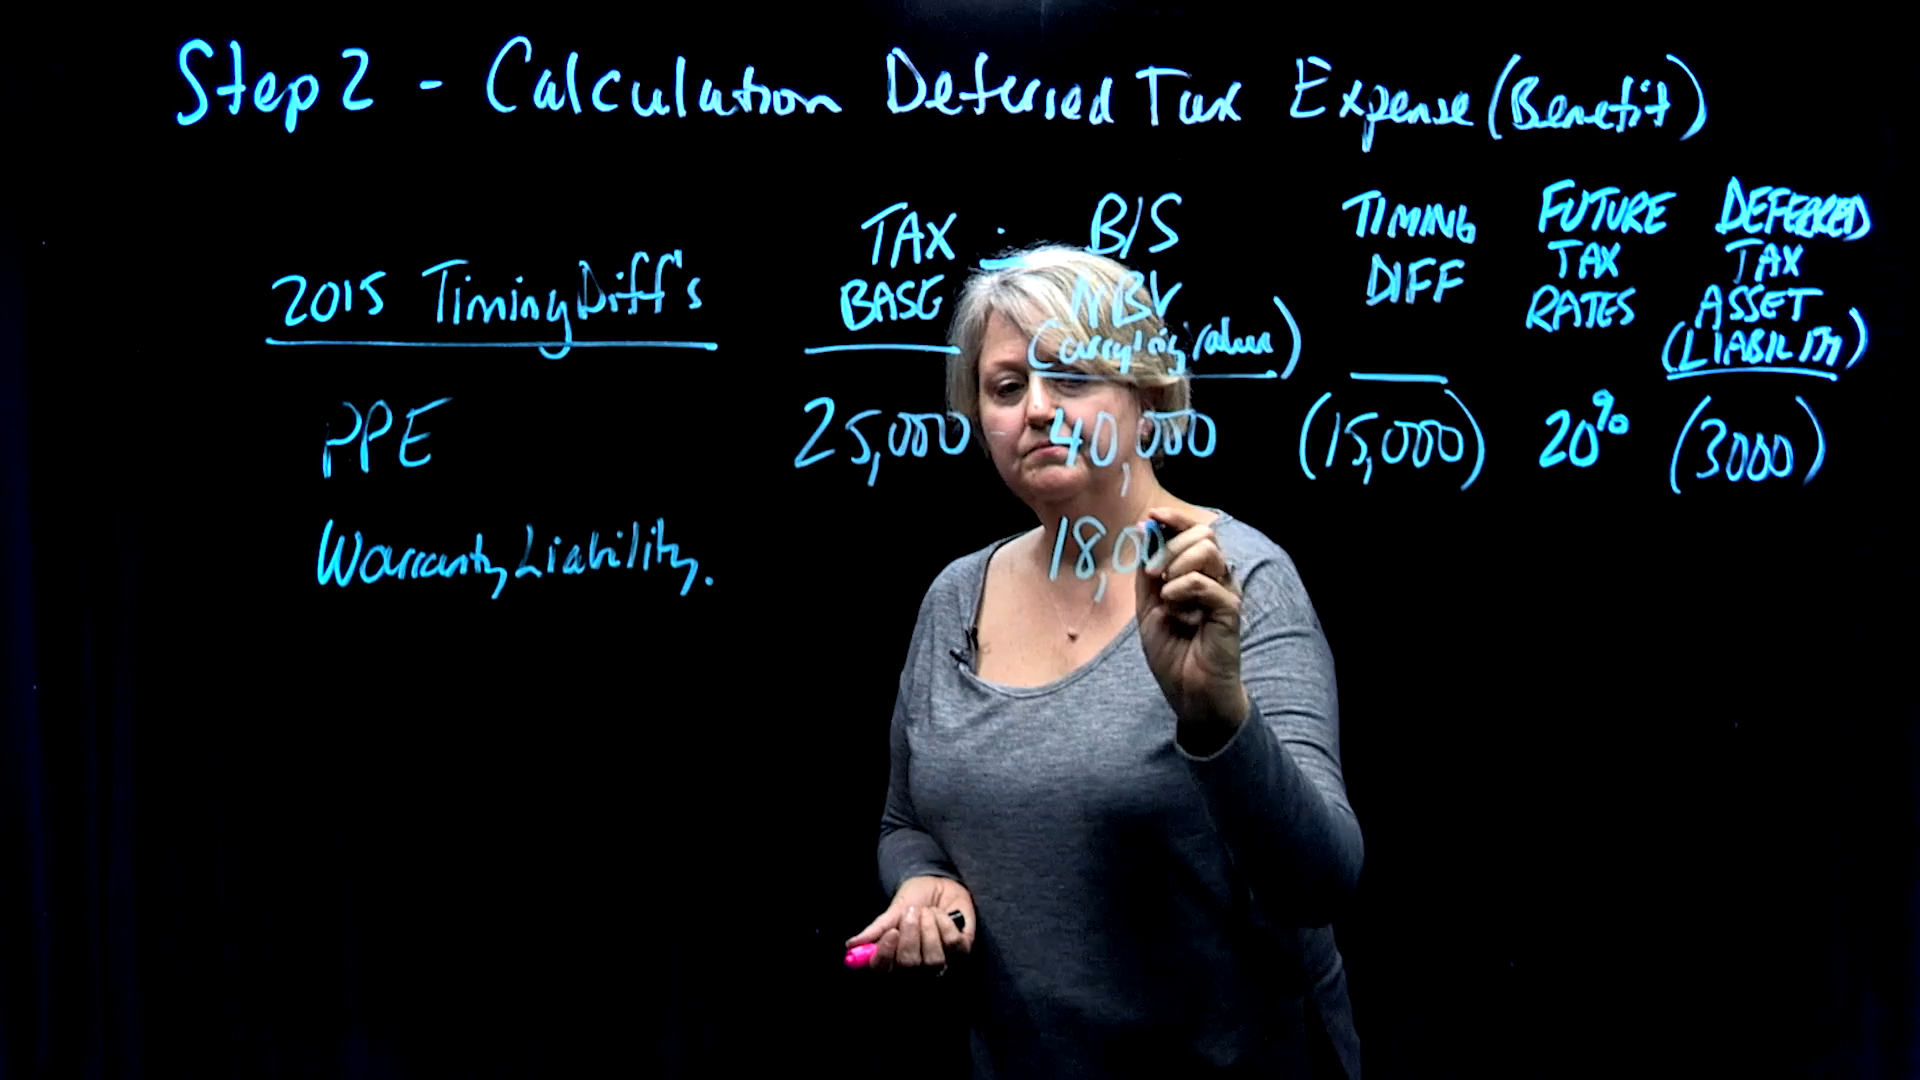 Step 2 - Calculation Deferred Tax Expense (Benefit)
2015 Timing Diff's
TAX BASE
- B/S NBV (Carrying value)
TIMING DIFF
FUTURE TAX RATES
DEFERRED TAX ASSET (LIABILITY)
PPE 25,000 - 40,000 (15,000) 20% (3000)
Warranty Liability. 18,00